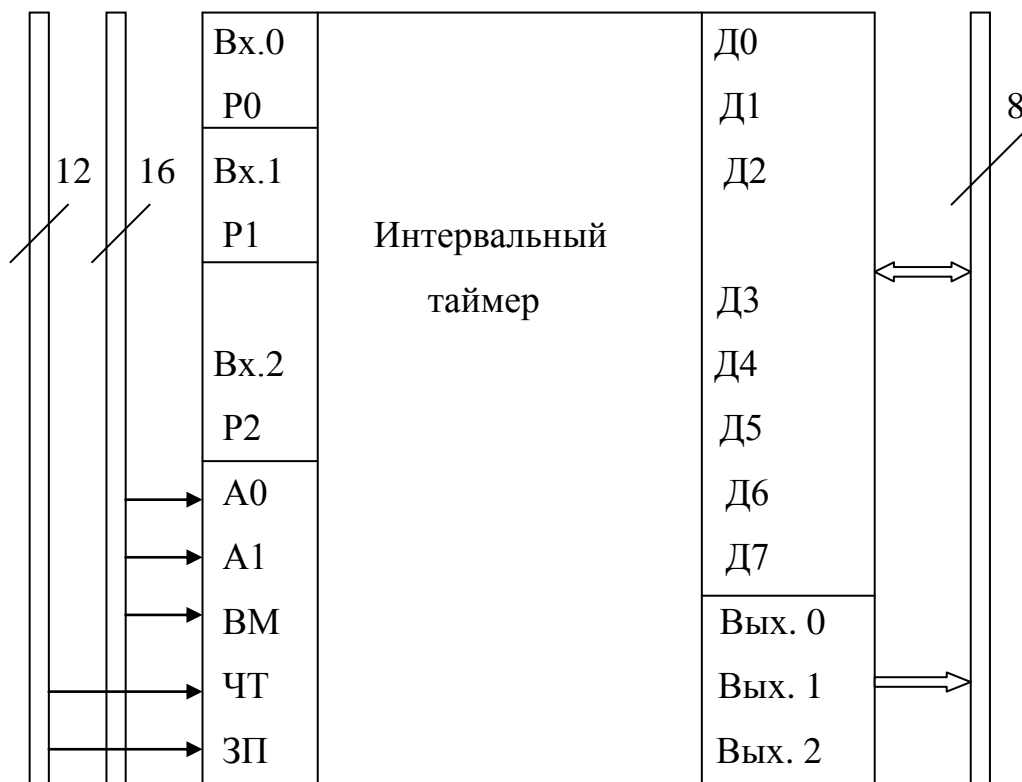 Вх.0
Р0
12
16
Вх.1
Р1
Вх.2
Р2
А0
А1
ВМ
ЧТ
ЗП
Интервальный
таймер
Д0
Д1
Д2
Д3
Д4
Д5
Д6
Д7
Вых. 0
Вых. 1
Вых. 2
8